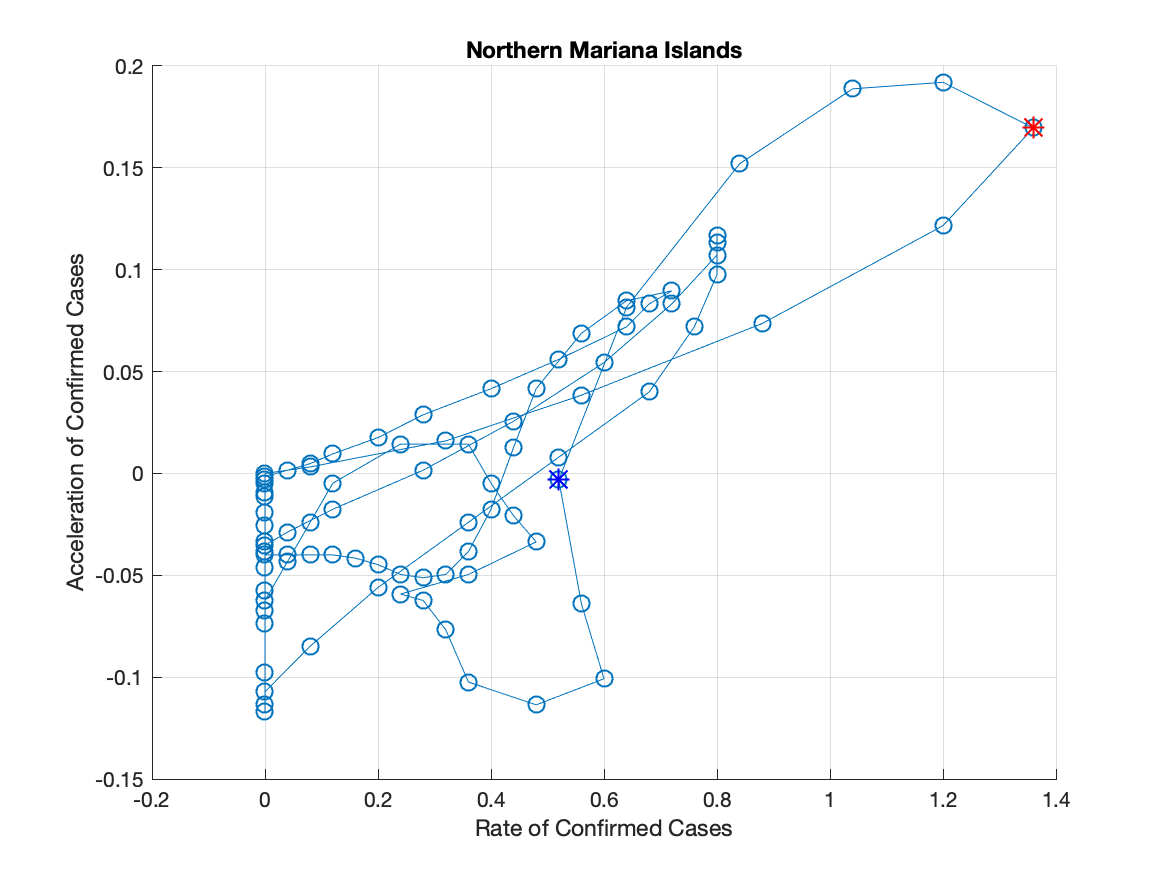 Northern Mariana Islands
0.2
0.15
0.1
0.05
0
-0.05
-0.1
-0.15
Acceleration of Confirmed Cases
-0.2 0 0.2 0.4 0.6 0.8 1 1.2 1.4
Rate of Confirmed Cases